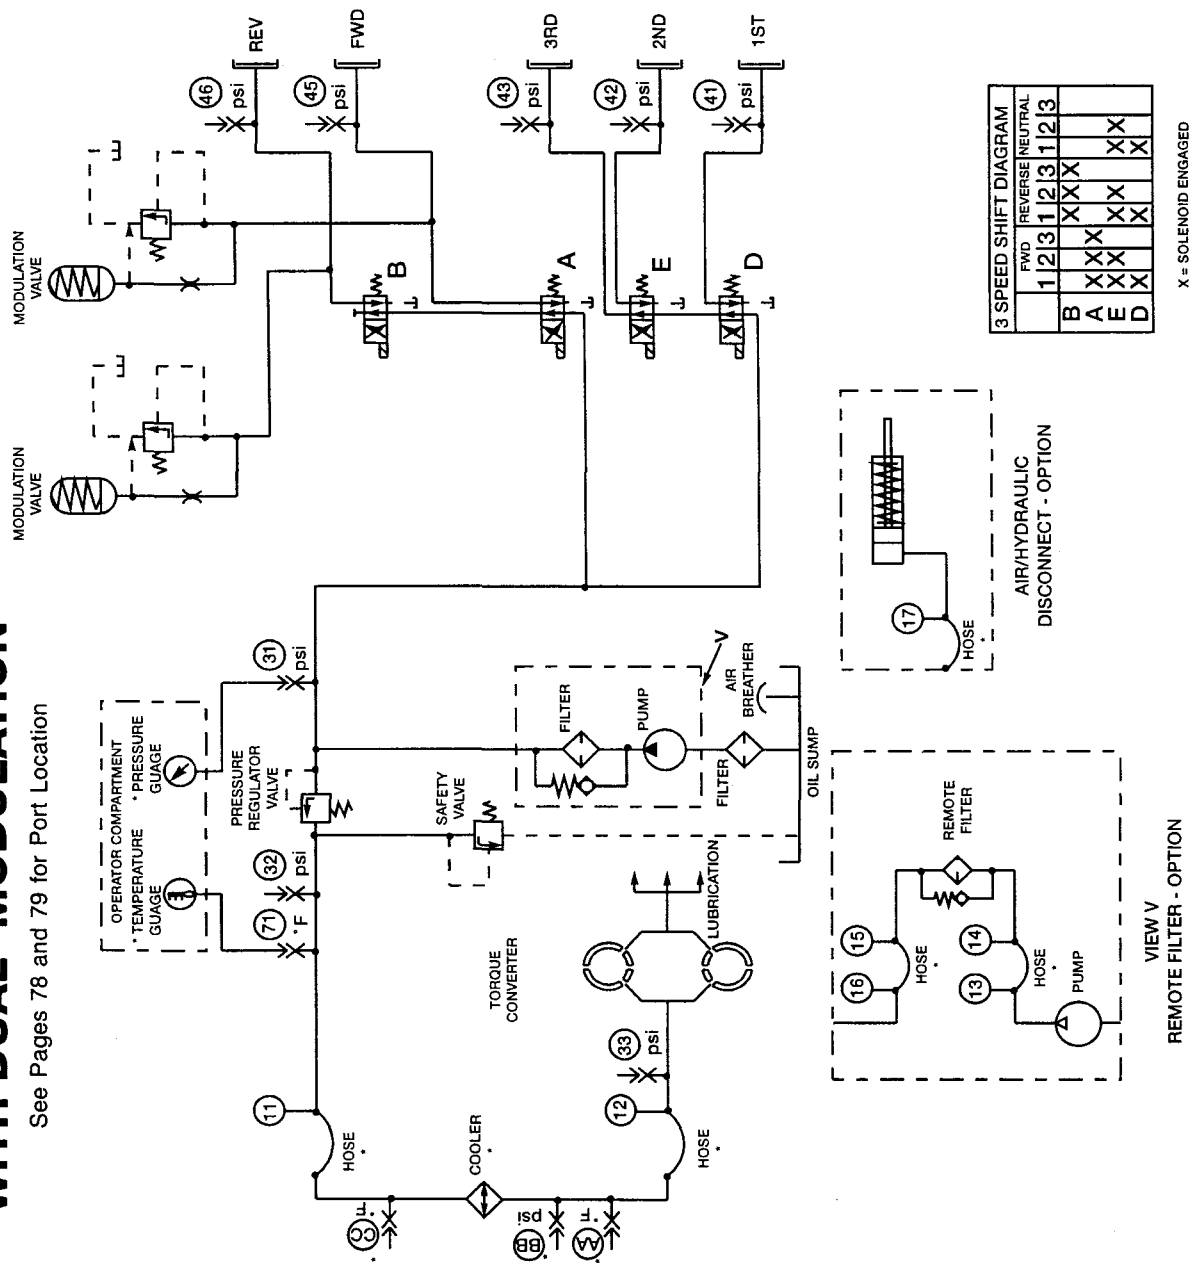 WITH DUAL MODULATION
See Pages 78 and 79 for Port Location
OPERATOR COMPARTMENT
* TEMPERATURE GUAGE
* PRESSURE GUAGE
MODULATION VALVE
MODULATION VALVE
11
71
°F
32
psi
PRESSURE REGULATOR VALVE
31
psi
HOSE
*
46
psi
REV
45
psi
FWD
43
psi
3RD
42
psi
2ND
41
psi
1ST
B
A
E
D
CC
°F
*
COOLER
*
BB
psi
*
AA
°F
*
HOSE
*
12
33
psi
TORQUE CONVERTER
LUBRICATION
SAFETY VALVE
FILTER
PUMP
V
FILTER
AIR BREATHER
OIL SUMP
16
15
HOSE
*
REMOTE FILTER
13
14
HOSE
*
PUMP
VIEW V
REMOTE FILTER - OPTION
17
HOSE
*
AIR/HYDRAULIC
DISCONNECT - OPTION
3 SPEED SHIFT DIAGRAM
FWD REVERSE NEUTRAL
1 2 3 1 2 3 1 2 3
B X X X
A X X X
E X X X X X X
D X X X
X = SOLENOID ENGAGED